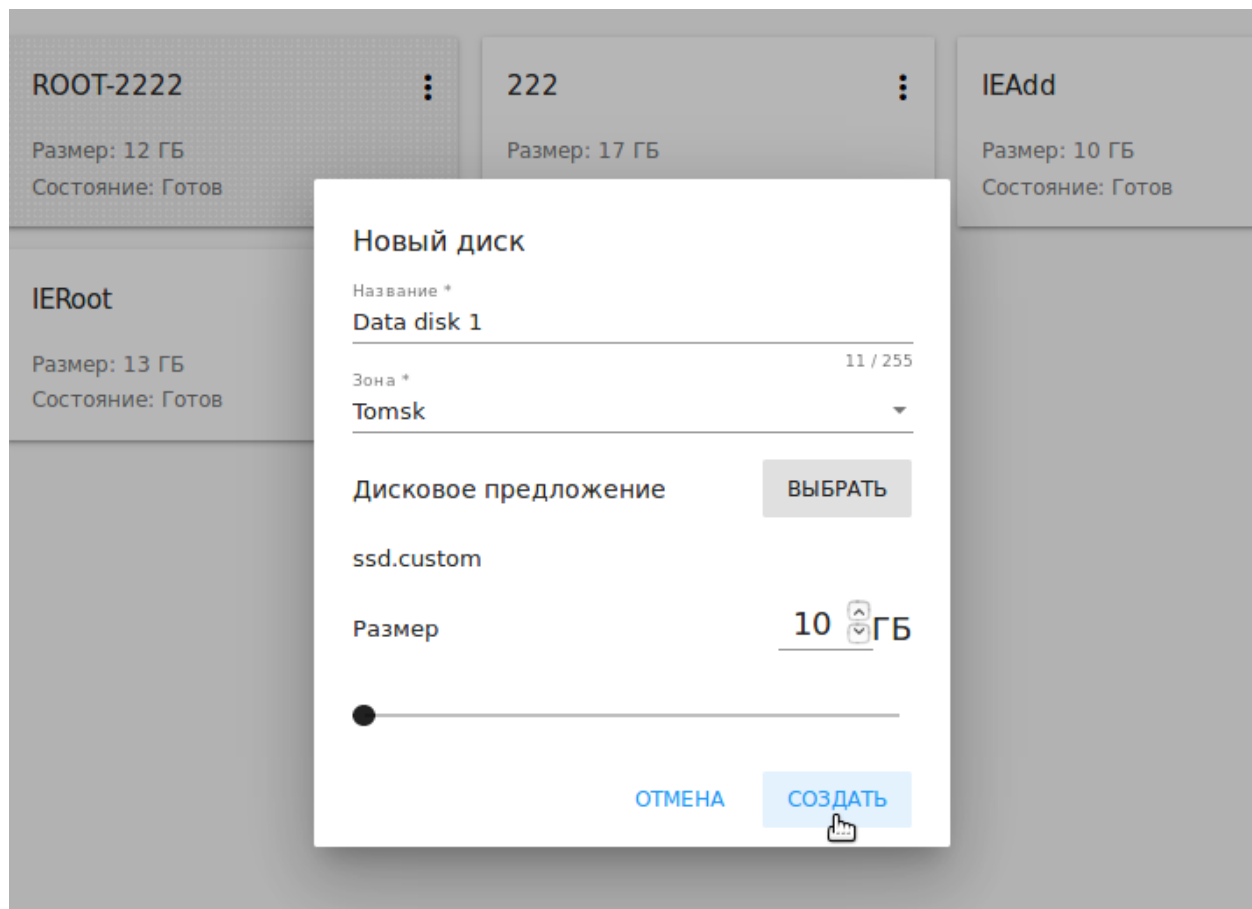 ROOT-2222
222
IEAdd
Размер: 12 ГБ
Размер: 17 ГБ
Размер: 10 ГБ
Состояние: Готов
Состояние: Готов
IERoot
Размер: 13 ГБ
Состояние: Готов
Новый диск
Название *
Data disk 1
11 / 255
Зона *
Tomsk
Дисковое предложение
ВЫБРАТЬ
ssd.custom
Размер
10 ГБ
ОТМЕНА
СОЗДАТЬ